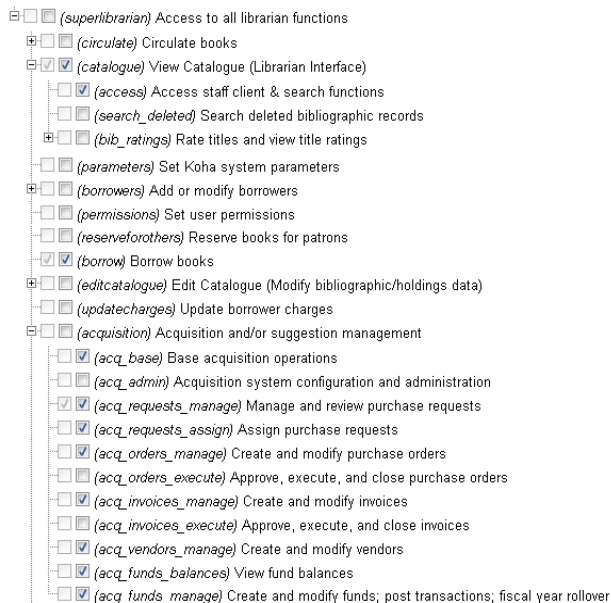 (superlibrarian) Access to all librarian functions
(circulate) Circulate books
(catalogue) View Catalogue (Librarian Interface)
(access) Access staff client & search functions
(search_deleted) Search deleted bibliographic records
(bib_ratings) Rate titles and view title ratings
(parameters) Set Koha system parameters
(borrowers) Add or modify borrowers
(permissions) Set user permissions
(reserveforothers) Reserve books for patrons
(borrow) Borrow books
(editcatalogue) Edit Catalogue (Modify bibliographic/holdings data)
(updatecharges) Update borrower charges
(acquisition) Acquisition and/or suggestion management
(acq_base) Base acquisition operations
(acq_admin) Acquisition system configuration and administration
(acq_requests_manage) Manage and review purchase requests
(acq_requests_assign) Assign purchase requests
(acq_orders_manage) Create and modify purchase orders
(acq_orders_execute) Approve, execute, and close purchase orders
(acq_invoices_manage) Create and modify invoices
(acq_invoices_execute) Approve, execute, and close invoices
(acq_vendors_manage) Create and modify vendors
(acq_funds_balances) View fund balances
(acq_funds_manage) Create and modify funds; post transactions; fiscal year rollover